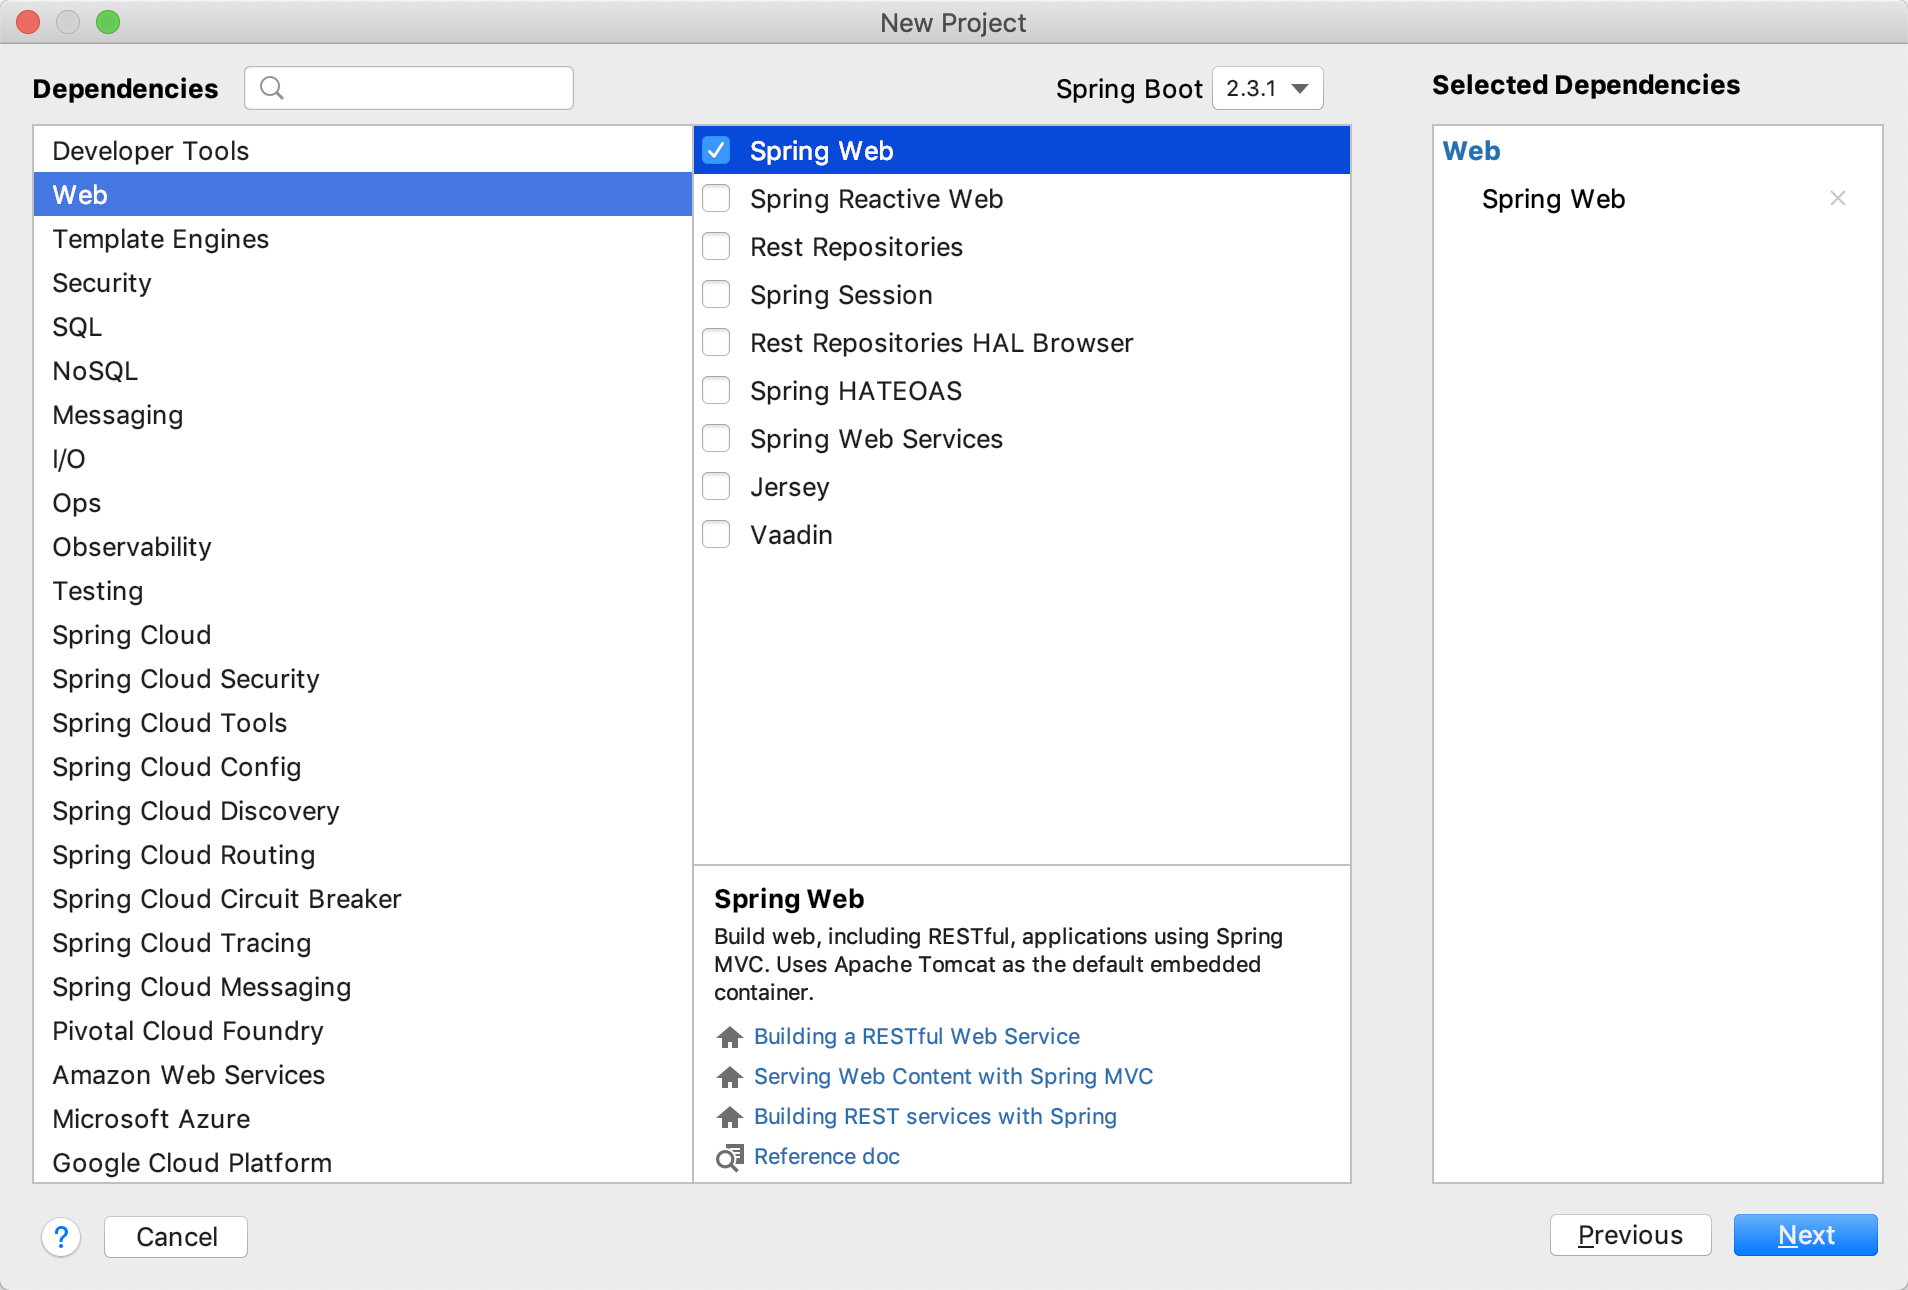 New Project
Dependencies
Spring Boot 2.3.1
Selected Dependencies
Developer Tools
Web
Template Engines
Security
SQL
NoSQL
Messaging
I/O
Ops
Observability
Testing
Spring Cloud
Spring Cloud Security
Spring Cloud Tools
Spring Cloud Config
Spring Cloud Discovery
Spring Cloud Routing
Spring Cloud Circuit Breaker
Spring Cloud Tracing
Spring Cloud Messaging
Pivotal Cloud Foundry
Amazon Web Services
Microsoft Azure
Google Cloud Platform
Spring Web
Spring Reactive Web
Rest Repositories
Spring Session
Rest Repositories HAL Browser
Spring HATEOAS
Spring Web Services
Jersey
Vaadin
Spring Web
Build web, including RESTful, applications using Spring
MVC. Uses Apache Tomcat as the default embedded
container.
Building a RESTful Web Service
Serving Web Content with Spring MVC
Building REST services with Spring
Reference doc
Web
Spring Web
?
Cancel
Previous
Next